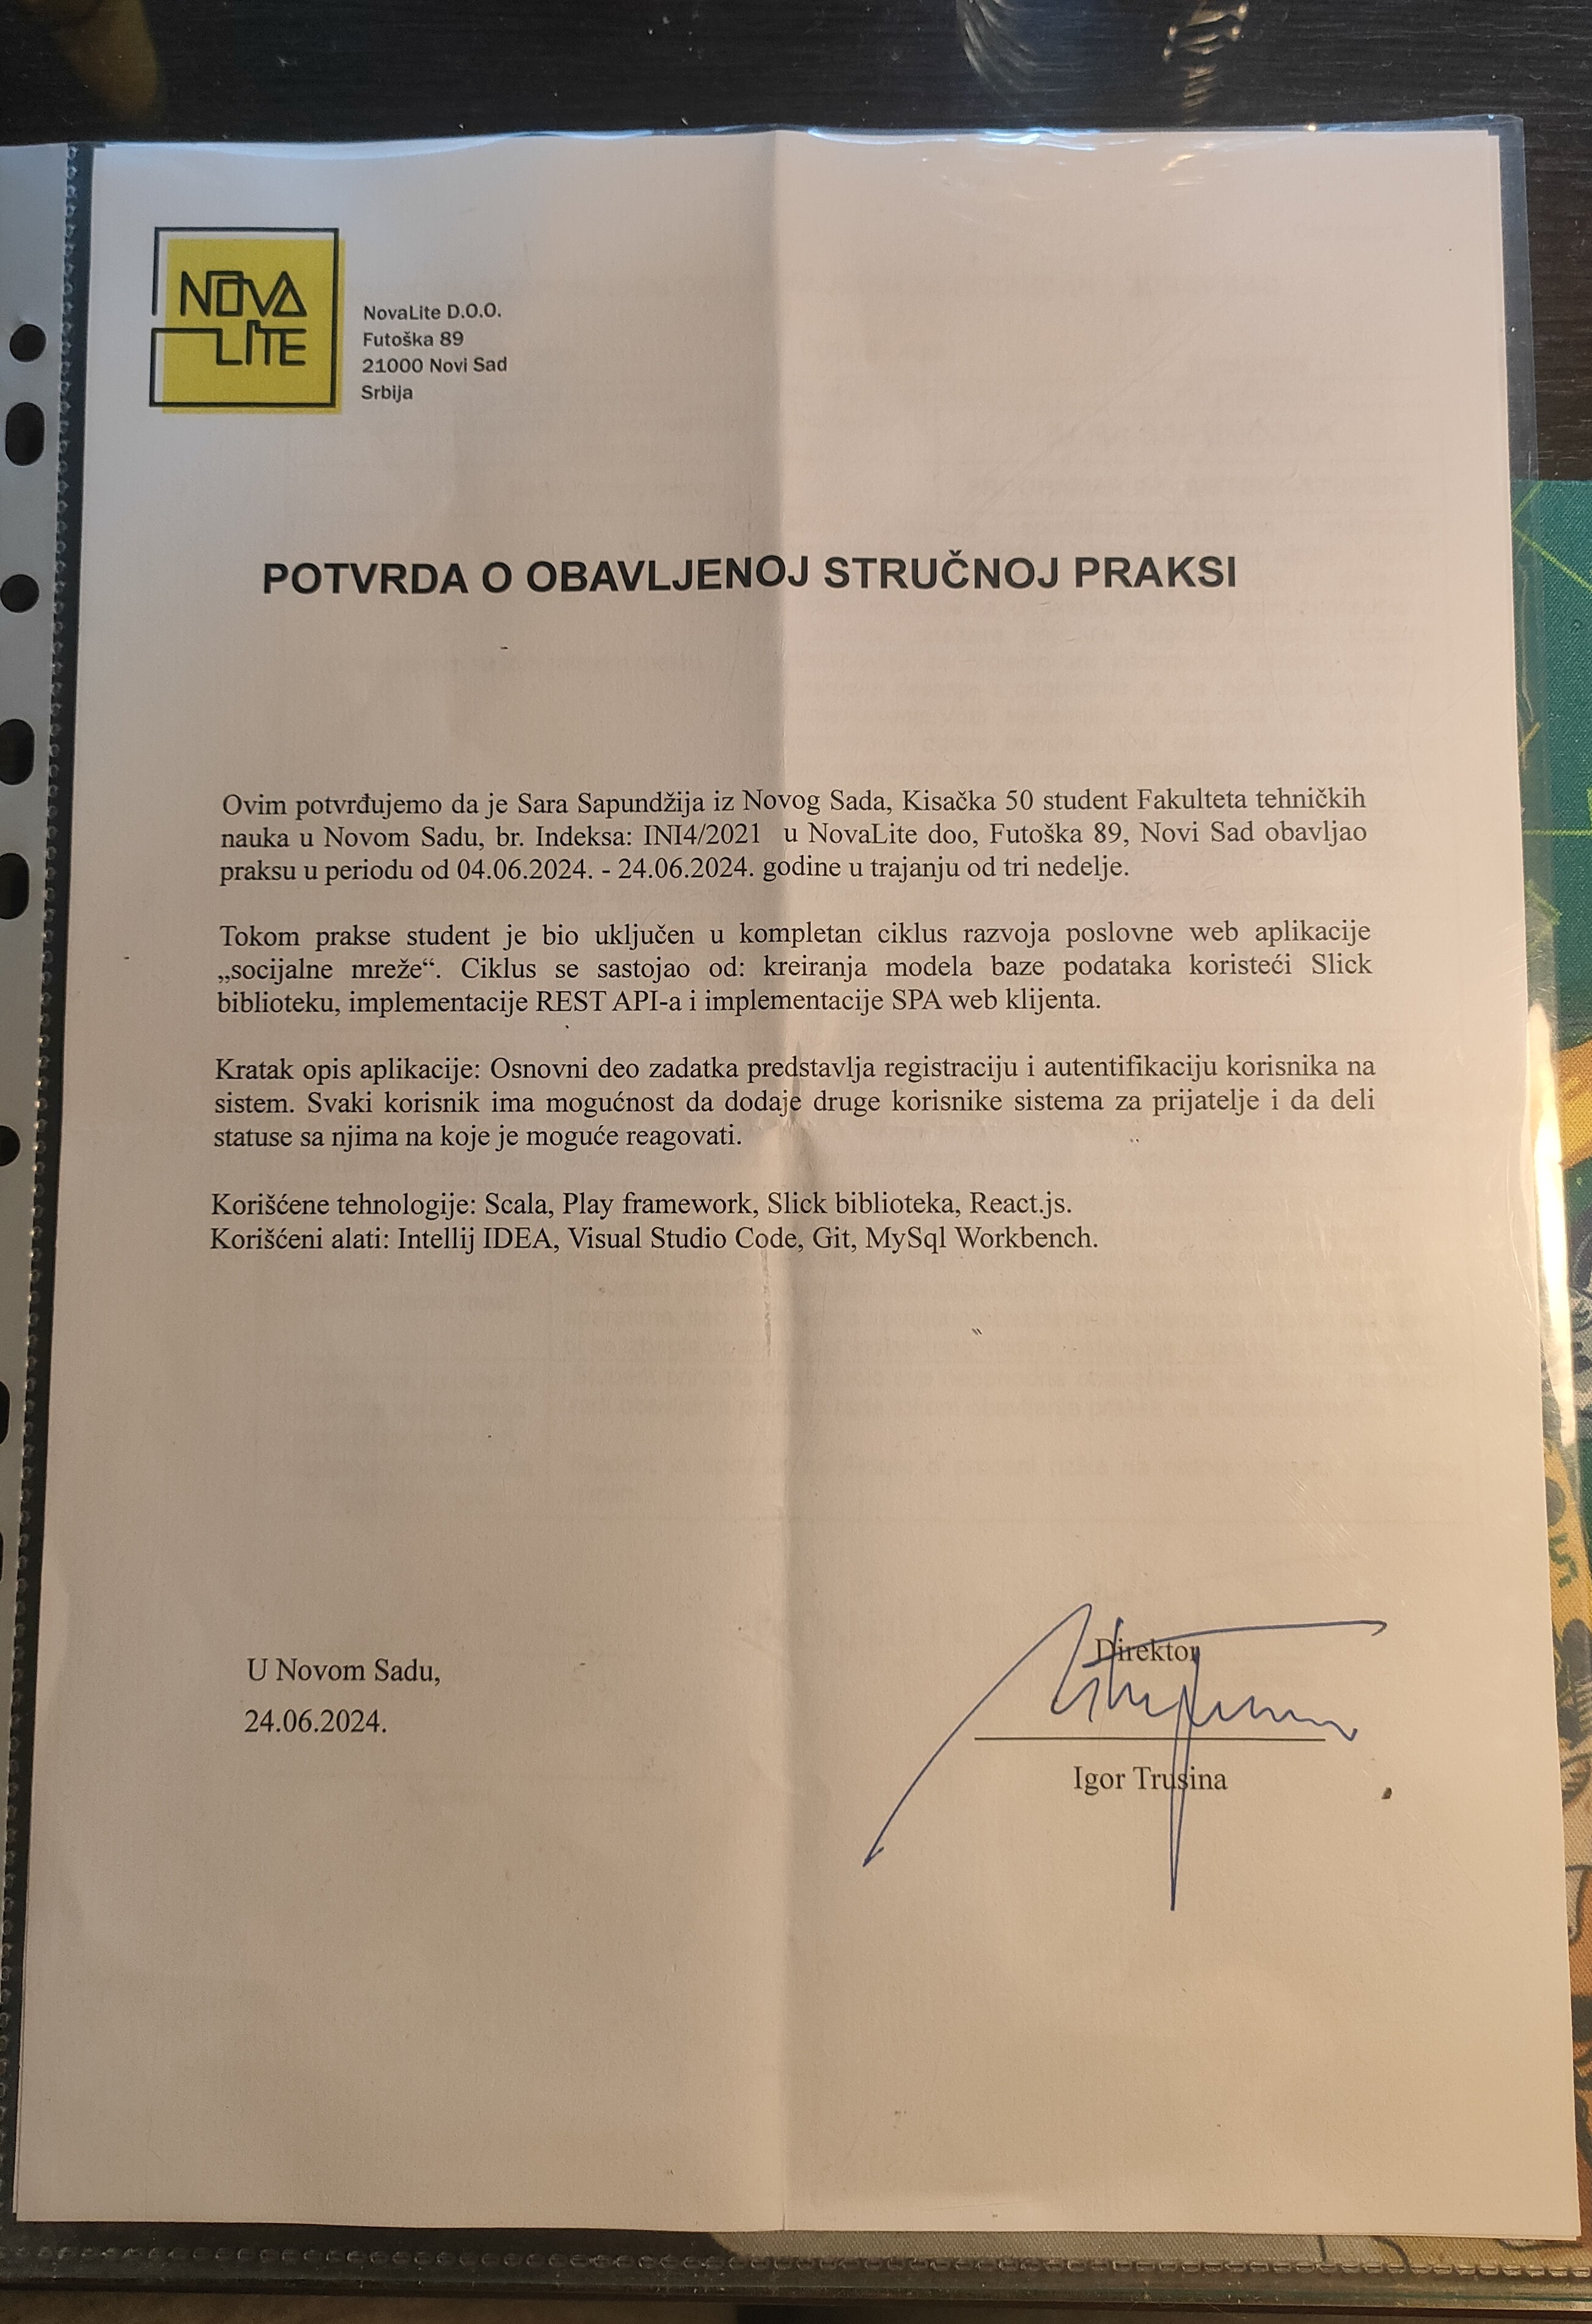 NOVA
LITE
NovaLite D.O.O.
Futoška 89
21000 Novi Sad
Srbija
POTVRDA O OBAVLJENOJ STRUČNOJ PRAKSI
Ovim potvrđujemo da je Sara Sapundžija iz Novog Sada, Kisačka 50 student Fakulteta tehničkih
nauka u Novom Sadu, br. Indeksa: INI4/2021 u NovaLite doo, Futoška 89, Novi Sad obavljao
praksu u periodu od 04.06.2024. - 24.06.2024. godine u trajanju od tri nedelje.
Tokom prakse student je bio uključen u kompletan ciklus razvoja poslovne web aplikacije
„socijalne mreže“. Ciklus se sastojao od: kreiranja modela baze podataka koristeći Slick
biblioteku, implementacije REST API-a i implementacije SPA web klijenta.
Kratak opis aplikacije: Osnovni deo zadatka predstavlja registraciju i autentifikaciju korisnika na
sistem. Svaki korisnik ima mogućnost da dodaje druge korisnike sistema za prijatelje i da deli
statuse sa njima na koje je moguće reagovati.
Korišćene tehnologije: Scala, Play framework, Slick biblioteka, React.js.
Korišćeni alati: Intellij IDEA, Visual Studio Code, Git, MySql Workbench.
U Novom Sadu,
24.06.2024.
Direktor
Igor Trusina